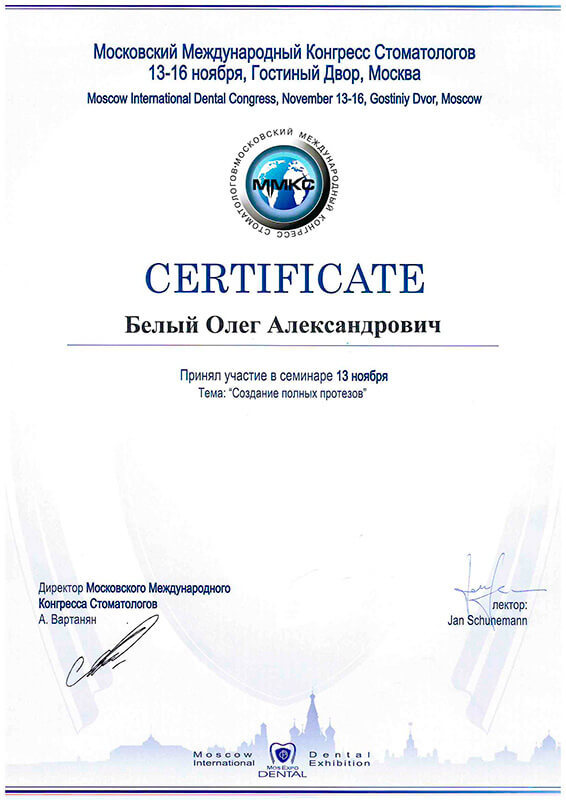 Московский Международный Конгресс Стоматологов
13-16 ноября, Гостиный Двор, Москва
Moscow International Dental Congress, November 13-16, Gostiniy Dvor, Moscow
МОСКОВСКИЙ МЕЖДУНАРОДНЫЙ КОНГРЕСС СТОМАТОЛОГОВ
ММКС
CERTIFICATE
Белый Олег Александрович
Принял участие в семинаре 13 ноября
Тема: “Создание полных протезов”
Директор Московского Международного
Конгресса Стоматологов
А. Вартанян
лектор:
Jan Schunemann
Moscow International
Dental Exhibition
MosExpo
DENTAL